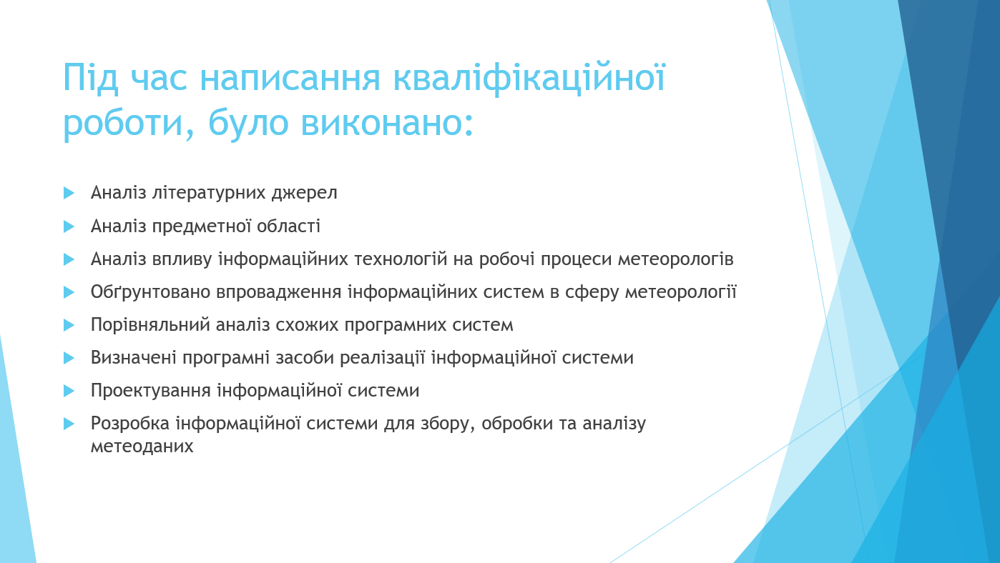 Під час написання кваліфікаційної
роботи, було виконано:
Аналіз літературних джерел
Аналіз предметної області
Аналіз впливу інформаційних технологій на робочі процеси метеорологів
Обґрунтовано впровадження інформаційних систем в сферу метеорології
Порівняльний аналіз схожих програмних систем
Визначені програмні засоби реалізації інформаційної системи
Проектування інформаційної системи
Розробка інформаційної системи для збору, обробки та аналізу
метеоданих